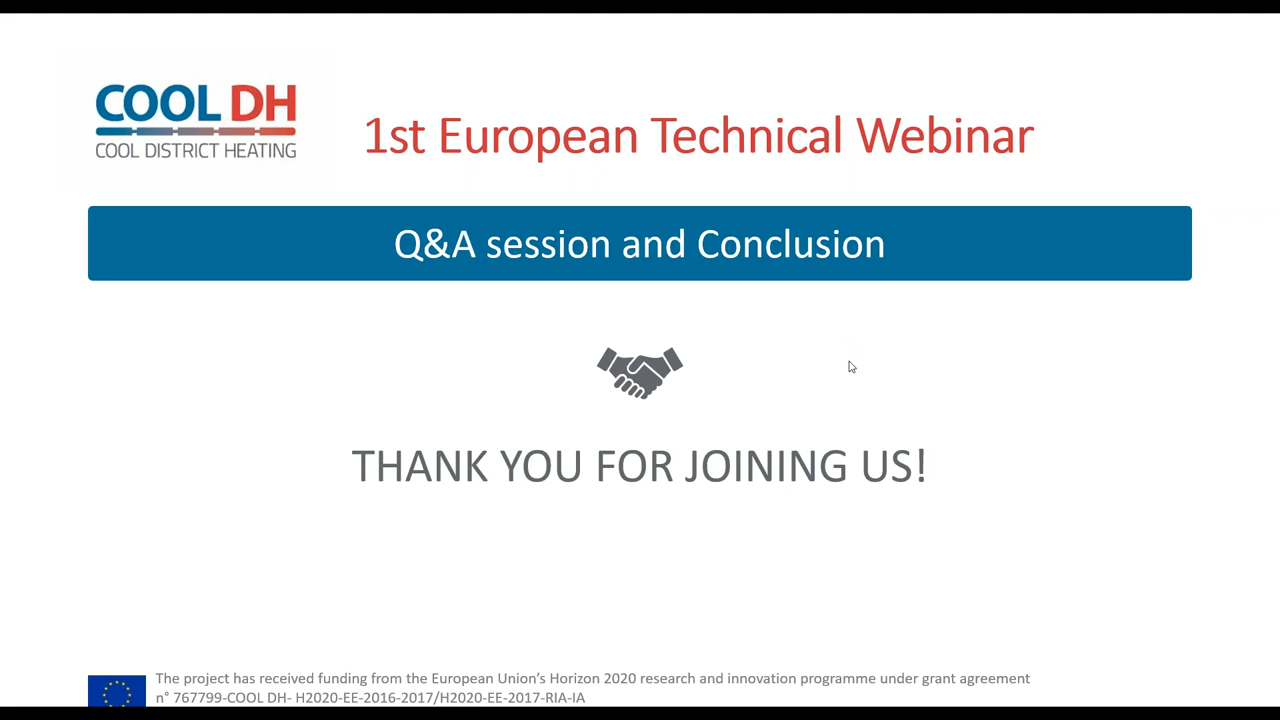 COOL DH
COOL DISTRICT HEATING
1st European Technical Webinar
Q&A session and Conclusion
THANK YOU FOR JOINING US!
The project has received funding from the European Union’s Horizon 2020 research and innovation programme under grant agreement
n° 767799-COOL DH- H2020-EE-2016-2017/H2020-EE-2017-RIA-IA